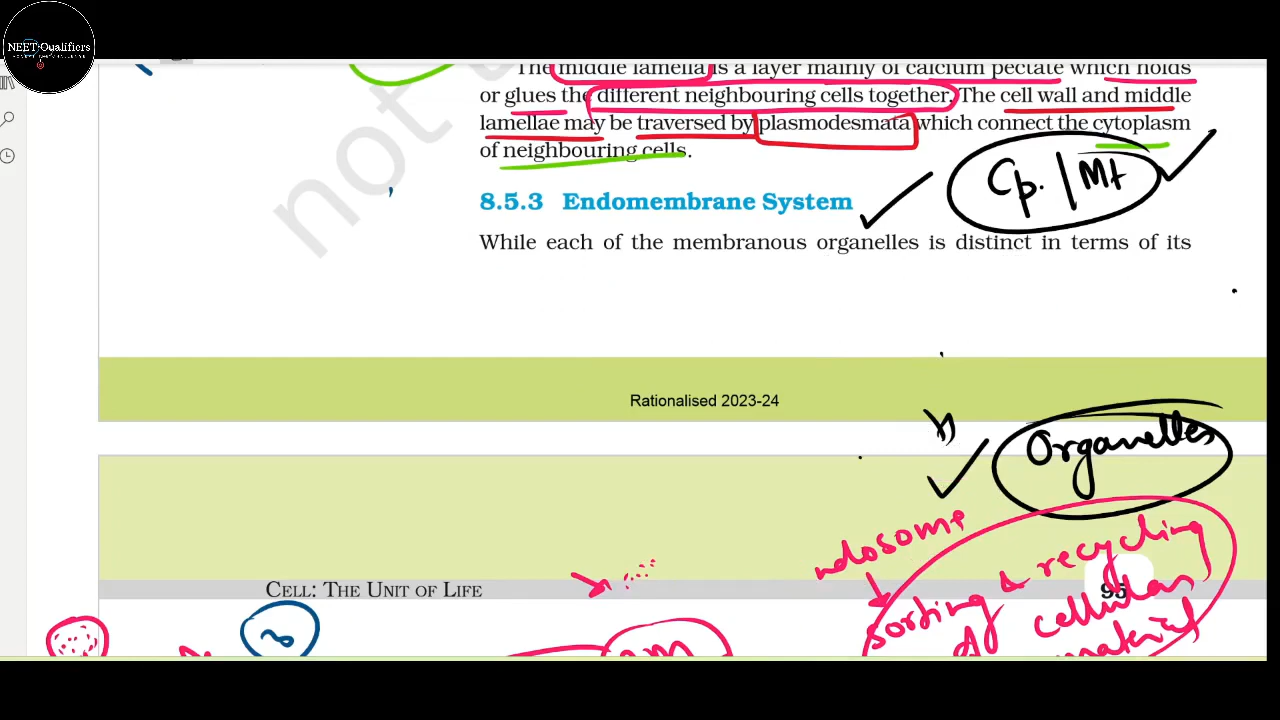 NEET Qualifiers
The middle lamella is a layer mainly of calcium pectate which holds
or glues the different neighbouring cells together. The cell wall and middle
lamellae may be traversed by plasmodesmata which connect the cytoplasm
of neighbouring cells.
Cp. / Mt
not
8.5.3 Endomembrane System
While each of the membranous organelles is distinct in terms of its
Rationalised 2023-24
Organelles
ndosome
sorting & recycling
of cellular
material
CELL: THE UNIT OF LIFE
95